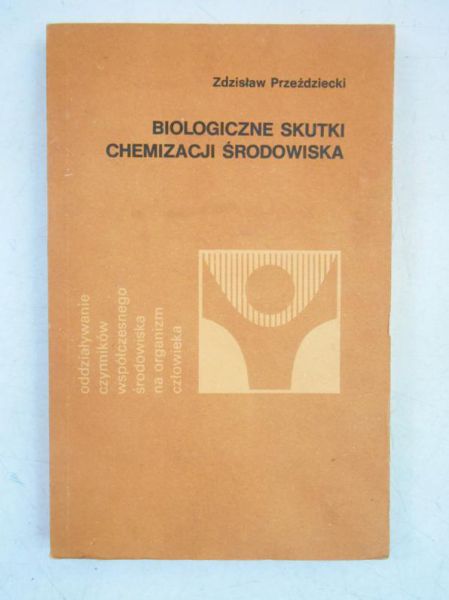 Zdzisław Przeździecki
BIOLOGICZNE SKUTKI
CHEMIZACJI ŚRODOWISKA
oddziaływanie
czynników
współczesnego
środowiska
na organizm
człowieka